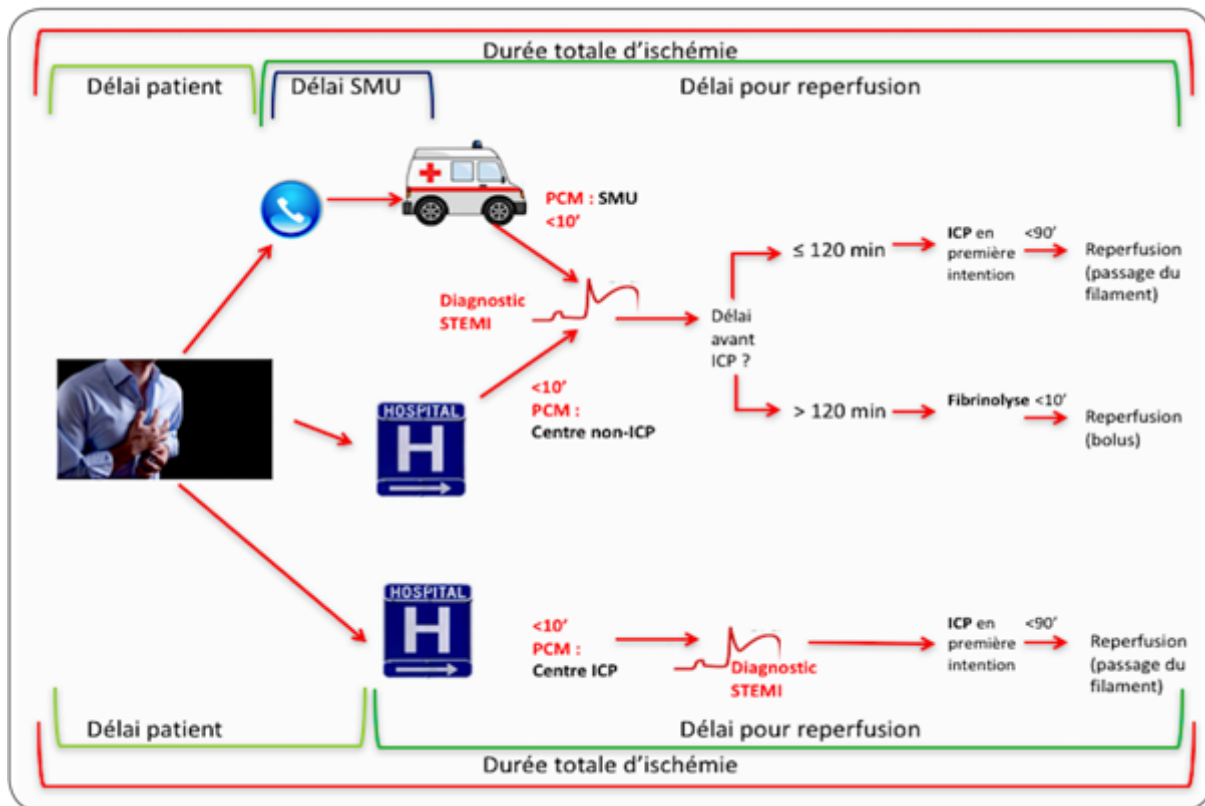 Durée totale d'ischémie
Délai patient
Délai SMU
Délai pour reperfusion
PCM : SMU
<10'
Diagnostic
STEMI
Délai
avant
ICP ?
≤ 120 min
ICP en
première
intention
<90'
Reperfusion
(passage du
filament)
<10'
PCM :
Centre non-ICP
> 120 min
Fibrinolyse <10'
Reperfusion
(bolus)
HOSPITAL
H
HOSPITAL
H
<10'
PCM :
Centre ICP
Diagnostic
STEMI
ICP en
première
intention
<90'
Reperfusion
(passage du
filament)
Délai patient
Délai pour reperfusion
Durée totale d'ischémie